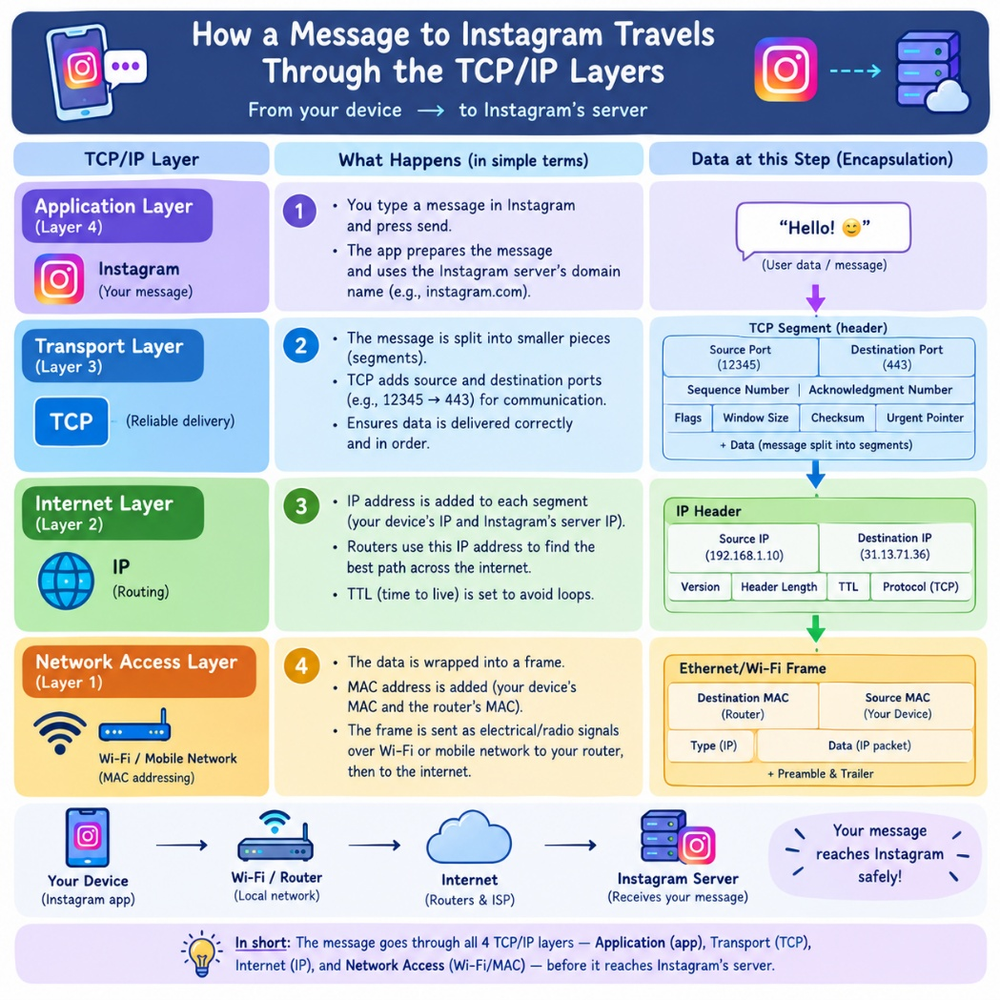 How a Message to Instagram Travels
Through the TCP/IP Layers
From your device → to Instagram's server
TCP/IP Layer
What Happens (in simple terms)
Data at this Step (Encapsulation)
Application Layer
(Layer 4)
Instagram
(Your message)
1
• You type a message in Instagram
and press send.
• The app prepares the message
and uses the Instagram server's domain
name (e.g., instagram.com).
"Hello! 😊"
(User data / message)
Transport Layer
(Layer 3)
TCP
(Reliable delivery)
2
• The message is split into smaller pieces
(segments).
• TCP adds source and destination ports
(e.g., 12345 → 443) for communication.
• Ensures data is delivered correctly
and in order.
TCP Segment (header)
Source Port
(12345)
Destination Port
(443)
Sequence Number | Acknowledgment Number
Flags
Window Size
Checksum
Urgent Pointer
+ Data (message split into segments)
Internet Layer
(Layer 2)
IP
(Routing)
3
• IP address is added to each segment
(your device's IP and Instagram's server IP).
• Routers use this IP address to find the
best path across the internet.
• TTL (time to live) is set to avoid loops.
IP Header
Source IP
(192.168.1.10)
Destination IP
(31.13.71.36)
Version
Header Length
TTL
Protocol (TCP)
Network Access Layer
(Layer 1)
Wi-Fi / Mobile Network
(MAC addressing)
4
• The data is wrapped into a frame.
• MAC address is added (your device's
MAC and the router's MAC).
• The frame is sent as electrical/radio signals
over Wi-Fi or mobile network to your router,
then to the internet.
Ethernet/Wi-Fi Frame
Destination MAC
(Router)
Source MAC
(Your Device)
Type (IP)
Data (IP packet)
+ Preamble & Trailer
Your Device
(Instagram app)
Wi-Fi / Router
(Local network)
Internet
(Routers & ISP)
Instagram Server
(Receives your message)
Your message
reaches Instagram
safely!
In short: The message goes through all 4 TCP/IP layers — Application (app), Transport (TCP),
Internet (IP), and Network Access (Wi-Fi/MAC) — before it reaches Instagram's server.